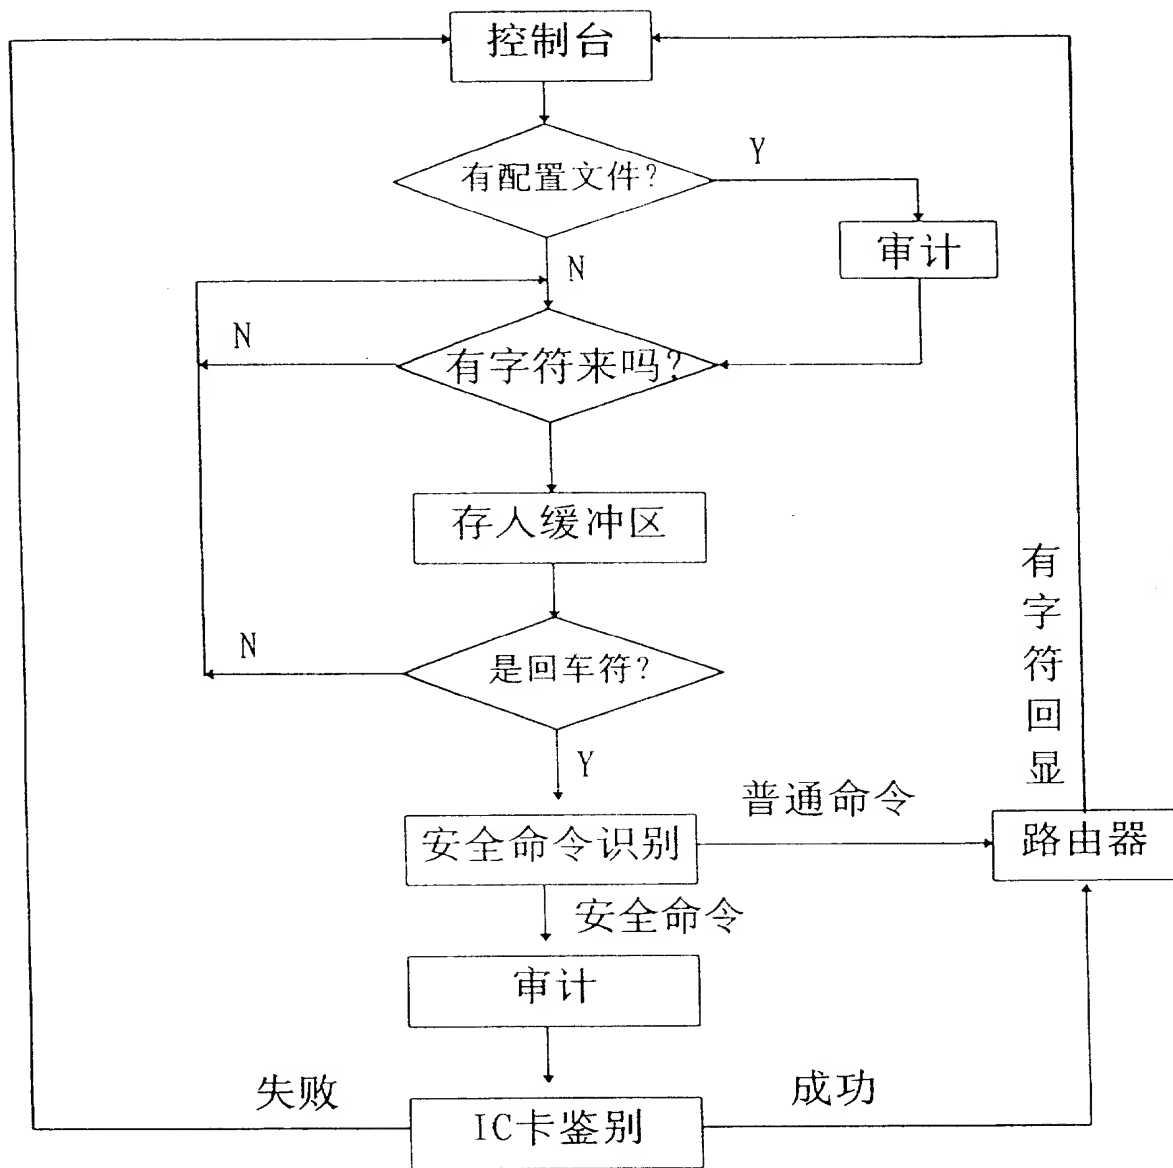 控制台
有配置文件?
Y
审计
N
有字符来吗?
N
存人缓冲区
是回车符?
N
Y
有字符回显
安全命令识别
普通命令
路由器
安全命令
审计
失败
IC卡鉴别
成功